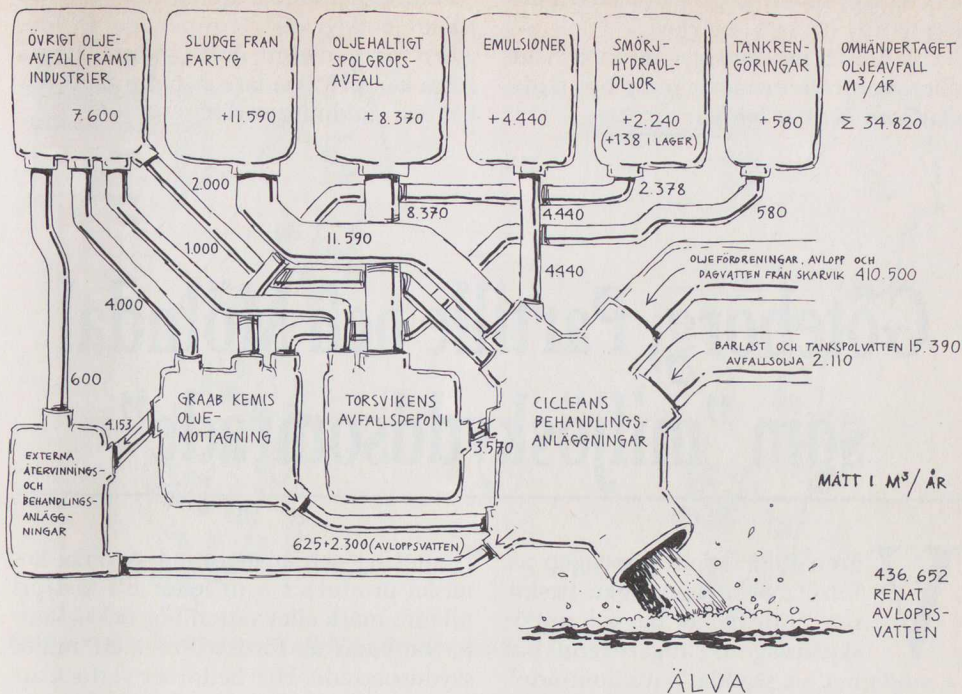 ÖVRIGT OLJE-
AVFALL (FRÄMST
INDUSTRIER
7.600
SLUDGE FRÅN
FARTYG
+11.590
OLJEHALTIGT
SPOLGROPS-
AVFALL
+8.370
EMULSIONER
+4.440
SMÖRJ-
HYDRAUL-
OLJOR
+2.240
(+138 I LAGER)
TANKREN-
GÖRINGAR
+580
OMHÄNDERTAGET
OLJEAVFALL
M³/ÅR
Σ 34.820
2.000
8.370
4.440
2.378
580
1.000
11.590
4440
4.000
600
OLJEFÖRORENINGAR, AVLOPP OCH
DAGVATTEN FRÅN SKARVIK 410.500
BARLAST OCH TANKSPOLVATTEN 15.390
AVFALLSOLJA 2.110
4.153
GRAAB KEMIS
OLJE-
MOTTAGNING
TORSVIKENS
AVFALLSDEPONI
3.570
CICLEANS
BEHANDLINGS-
ANLÄGGNINGAR
EXTERNA
ÅTERVINNINGS-
OCH
BEHANDLINGS-
ANLÄGG-
NINGAR
MÄTT I M³/ÅR
625+2.300 (AVLOPPSVATTEN)
436.652
RENAT
AVLOPPS-
VATTEN
ÄLVA